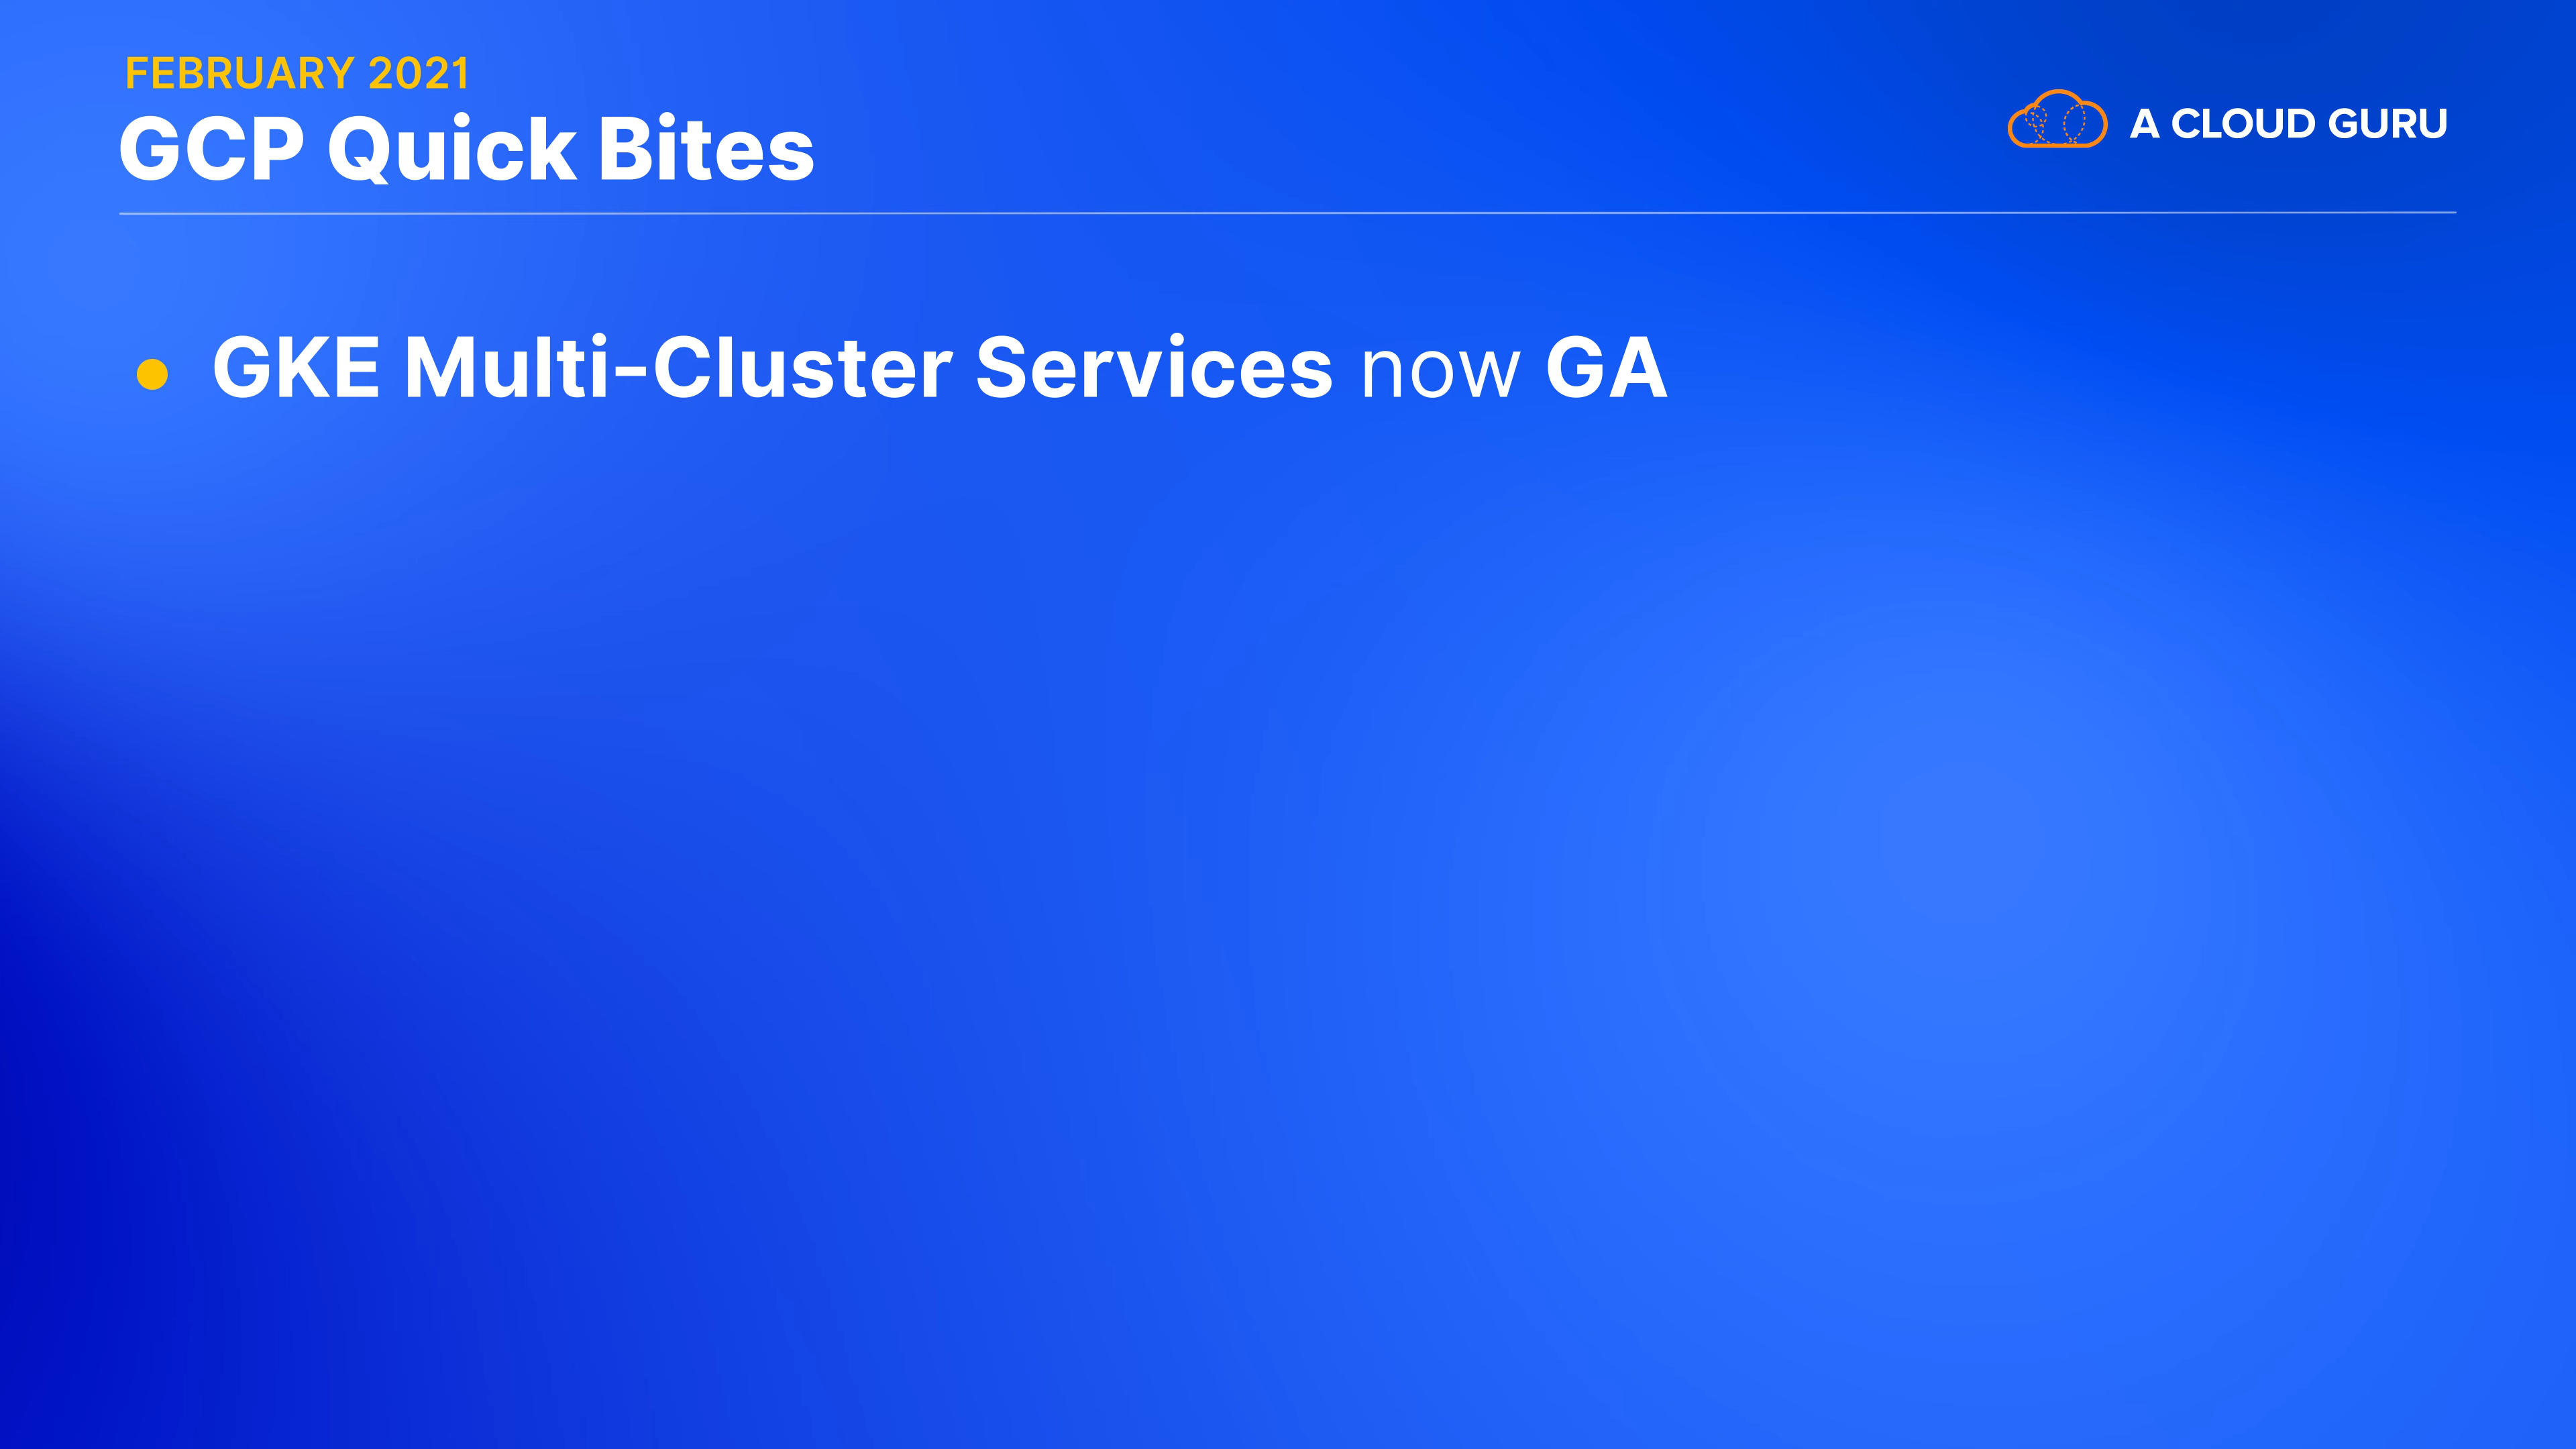 FEBRUARY 2021
GCP Quick Bites
A CLOUD GURU
GKE Multi-Cluster Services now GA